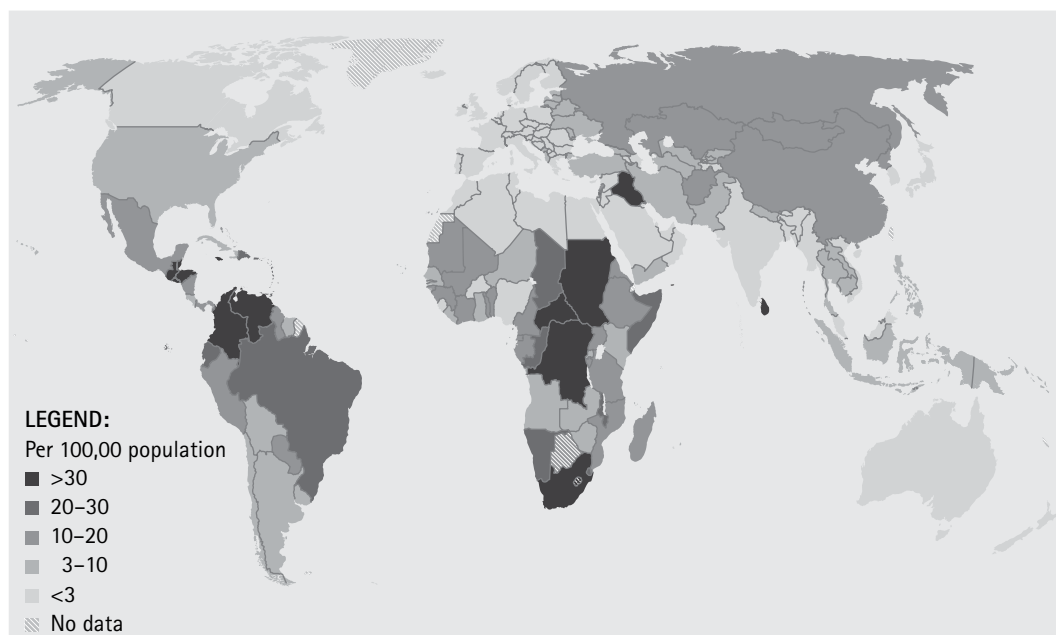 LEGEND:
Per 100,00 population
>30
20–30
10–20
3–10
<3
No data